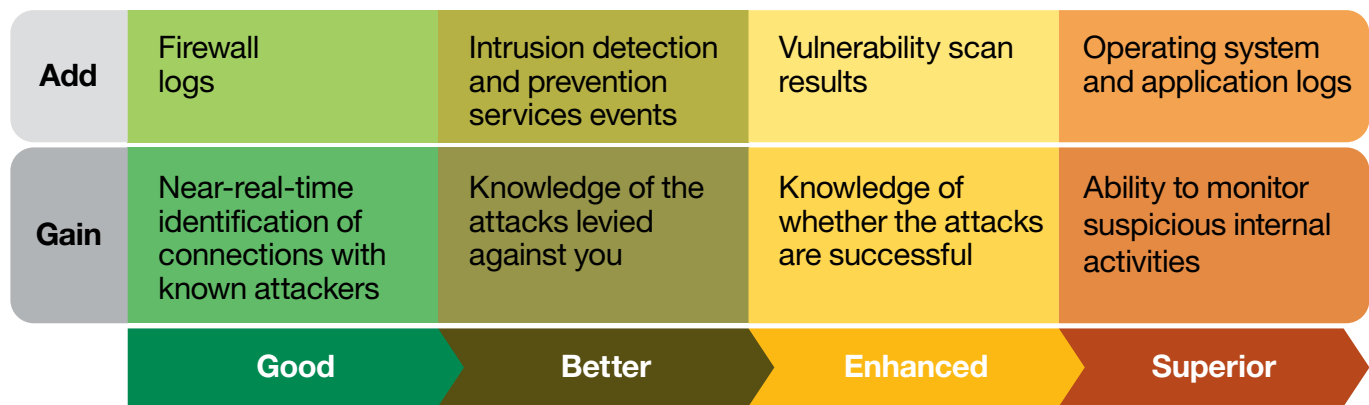 Add
Firewall
logs
Intrusion detection
and prevention
services events
Vulnerability scan
results
Operating system
and application logs
Gain
Near-real-time
identification of
connections with
known attackers
Knowledge of the
attacks levied
against you
Knowledge of
whether the attacks
are successful
Ability to monitor
suspicious internal
activities
Good
Better
Enhanced
Superior